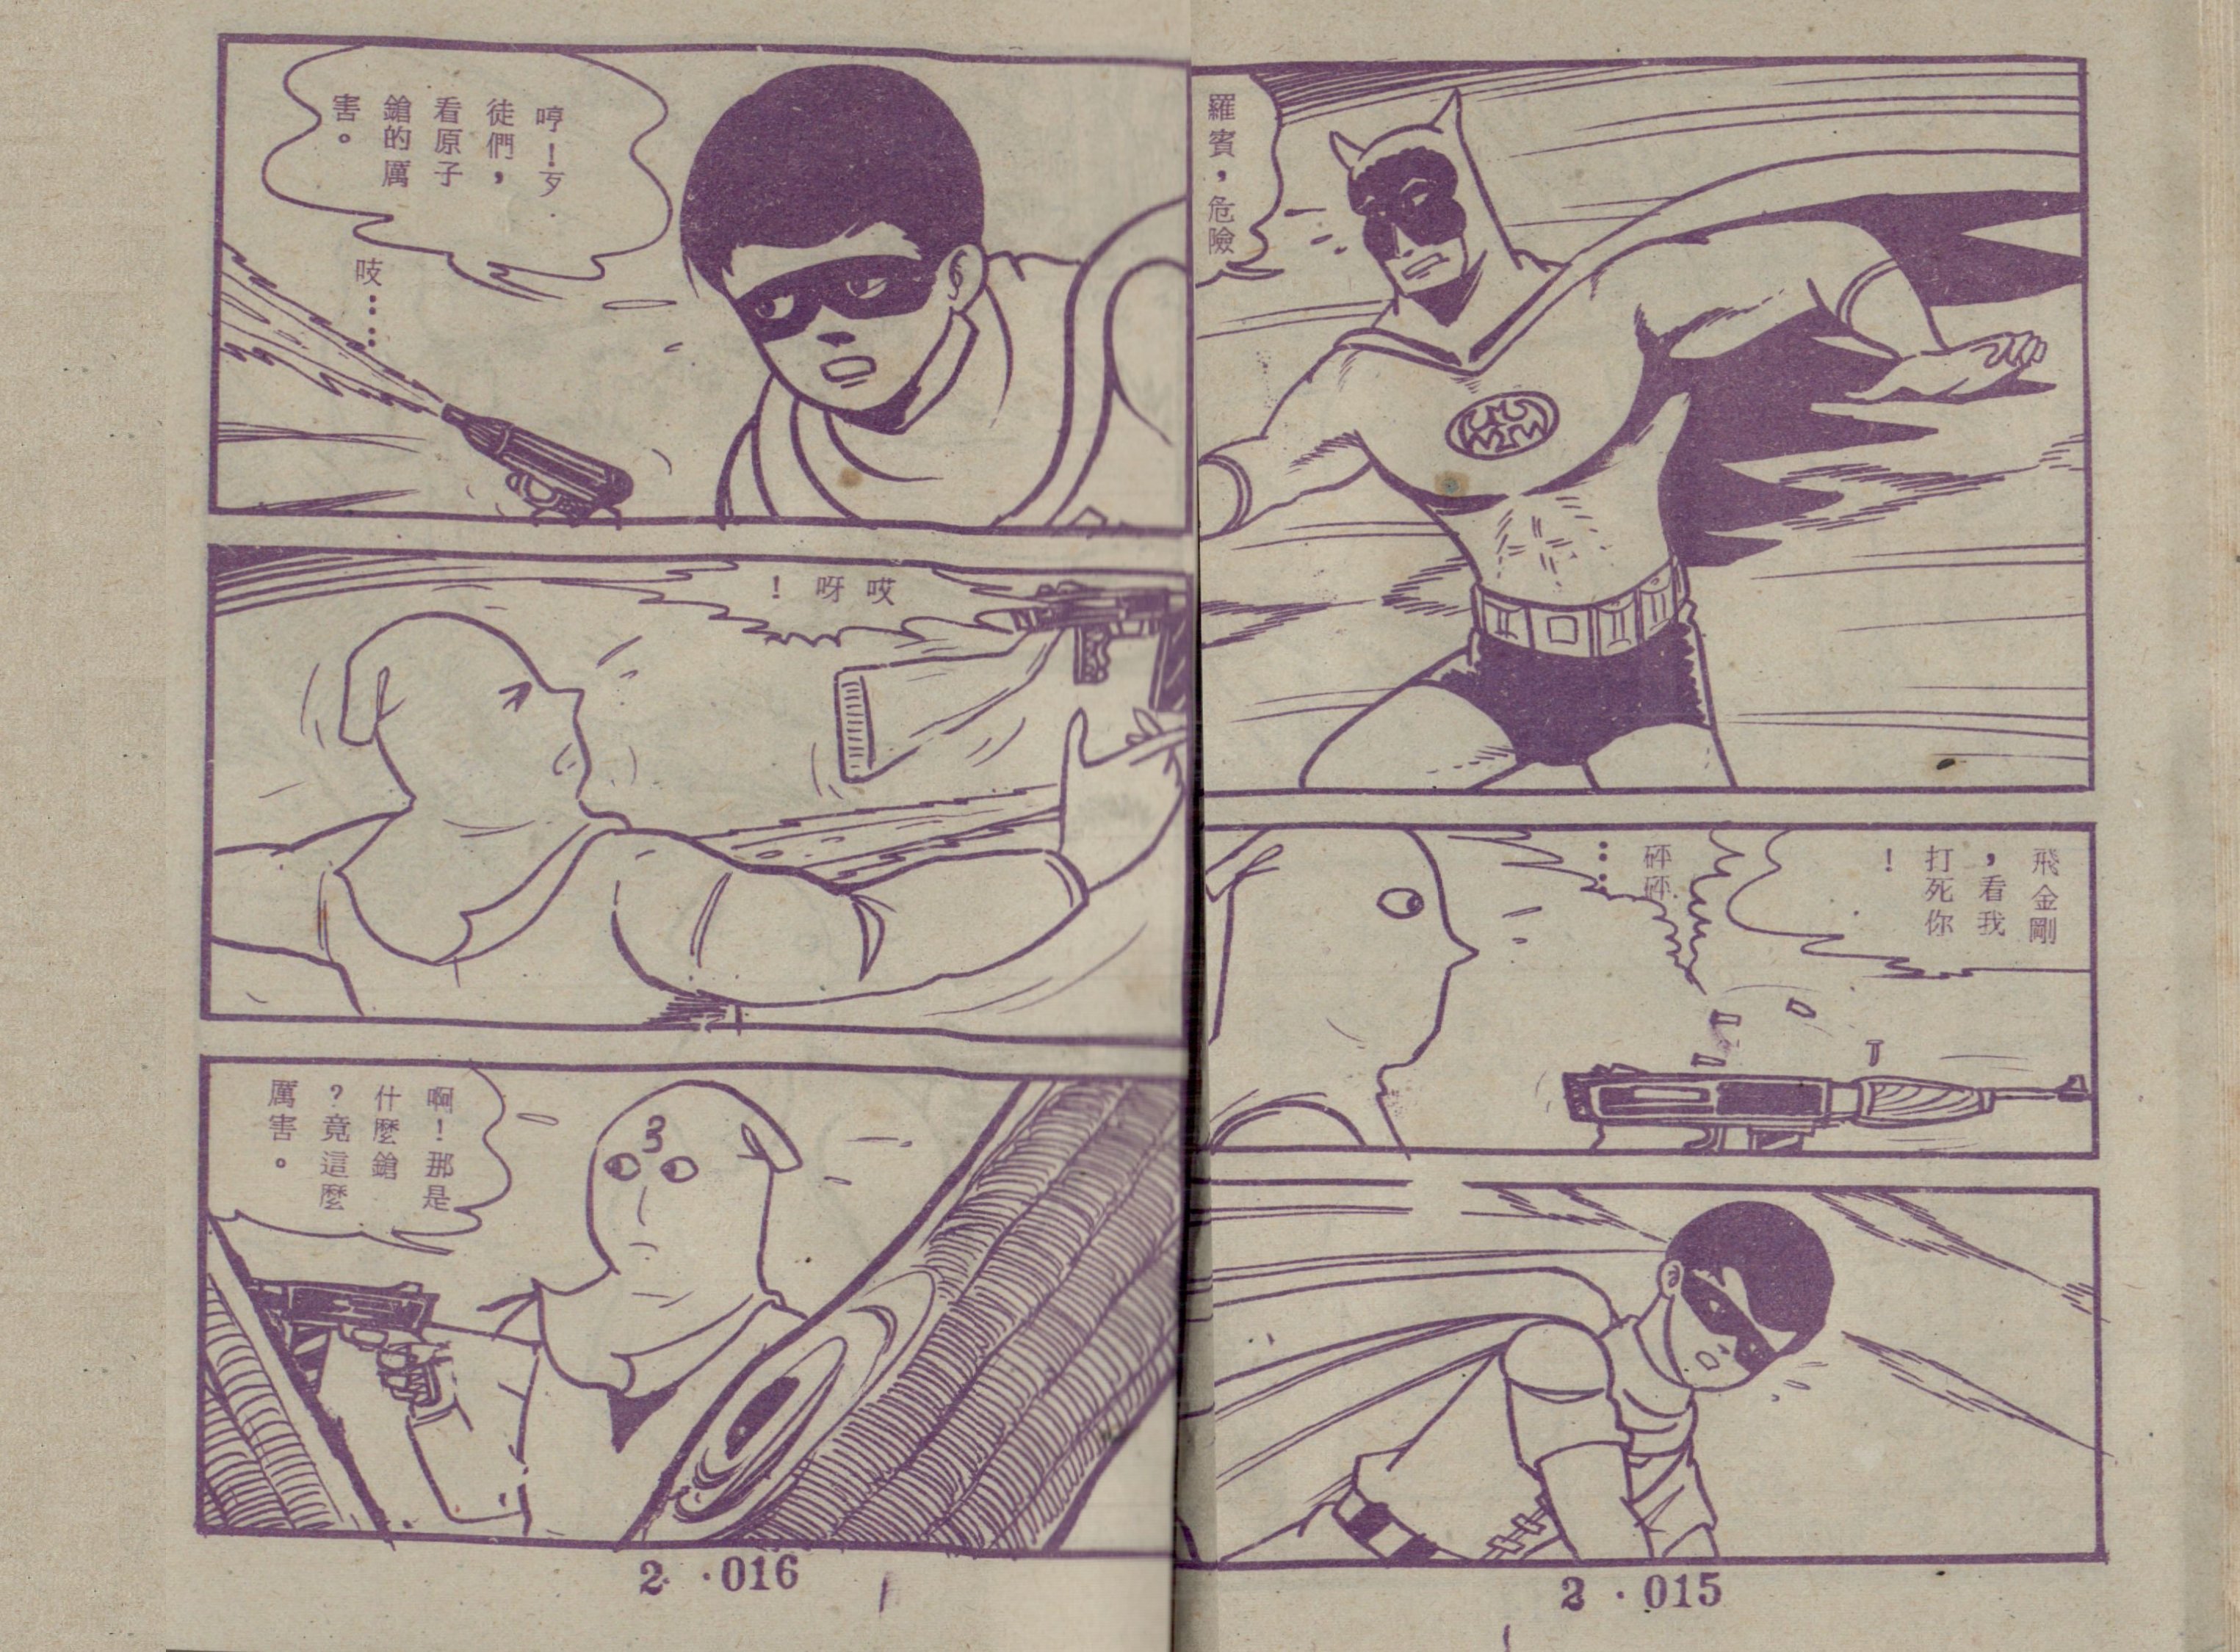 羅賓，危險
飛金剛
，看我
打死你
！
砰砰
……
2·015
哼！歹
徒們，
看原子
鎗的厲
害。
吱……
哎呀！
3
啊！那是
什麼鎗
？竟這麼
厲害。
2·016